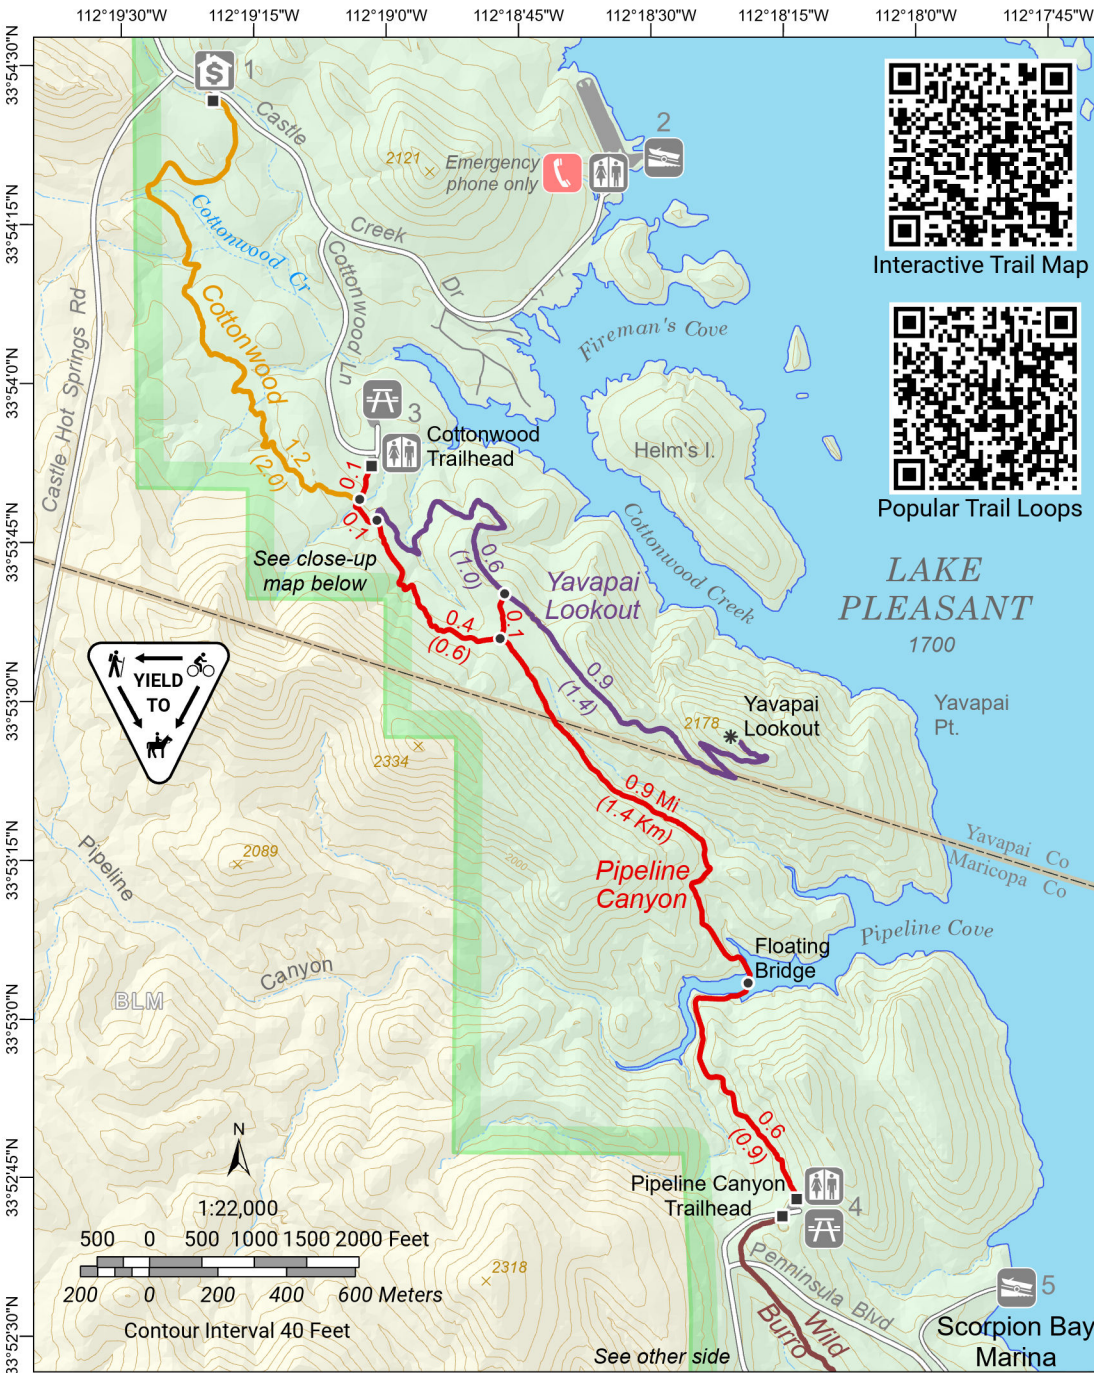 112°19'30"W
112°19'15"W
112°19'0"W
112°18'45"W
112°18'30"W
112°18'15"W
112°18'0"W
112°17'45"W
33°54'30"N
33°54'15"N
33°54'0"N
33°53'45"N
33°53'30"N
33°53'15"N
33°53'0"N
33°52'45"N
33°52'30"N
$
1
2
Castle
Creek
Dr
2121
Emergency
phone only
Interactive Trail Map
Popular Trail Loops
Cottonwood Cr
Cottonwood Ln
Castle Hot Springs Rd
Cottonwood
1.2
(2.0)
Fireman's Cove
Helm's I.
3
Cottonwood
Trailhead
0.1
0.1
See close-up
map below
Cottonwood Creek
LAKE
PLEASANT
1700
0.6
(1.0)
Yavapai
Lookout
0.4
(0.6)
0.1
0.9
(1.4)
YIELD
TO
2178
Yavapai
Lookout
Yavapai
Pt.
2334
0.9 Mi
(1.4 Km)
2000
2089
Pipeline
Canyon
Yavapai Co
Maricopa Co
Pipeline
Canyon
Pipeline Cove
Floating
Bridge
BLM
0.6
(0.9)
N
Pipeline Canyon
Trailhead
4
1:22,000
500 0 500 1000 1500 2000 Feet
200 0 200 400 600 Meters
Contour Interval 40 Feet
2318
Penninsula Blvd
Wild
Burro
5
Scorpion Bay
Marina
See other side